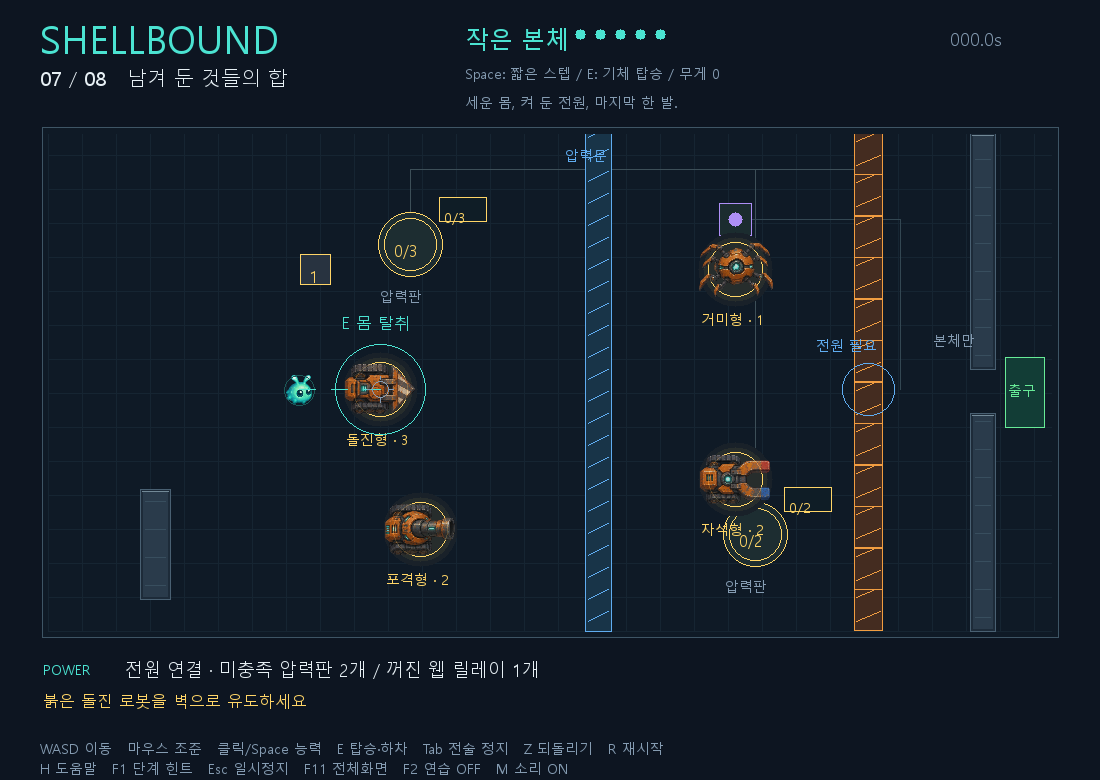 SHELLBOUND
07 / 08 남겨 둔 것들의 합
작은 본체
Space: 짧은 스텝 / E: 기체 탑승 / 무게 0
세운 몸, 켜 둔 전원, 마지막 한 발.
000.0s
압력문
0/3
0/3
1
압력판
E 몸 탈취
돌진형 · 3
포격형 · 2
거미형 · 1
전원 필요
본체만
출구
자석형 · 2
0/2
0/2
압력판
POWER 전원 연결 · 미충족 압력판 2개 / 꺼진 웹 릴레이 1개
붉은 돌진 로봇을 벽으로 유도하세요
WASD 이동 마우스 조준 클릭/Space 능력 E 탑승·하차 Tab 전술 정지 Z 되돌리기 R 재시작
H 도움말 F1 단계 힌트 Esc 일시정지 F11 전체화면 F2 연습 OFF M 소리 ON